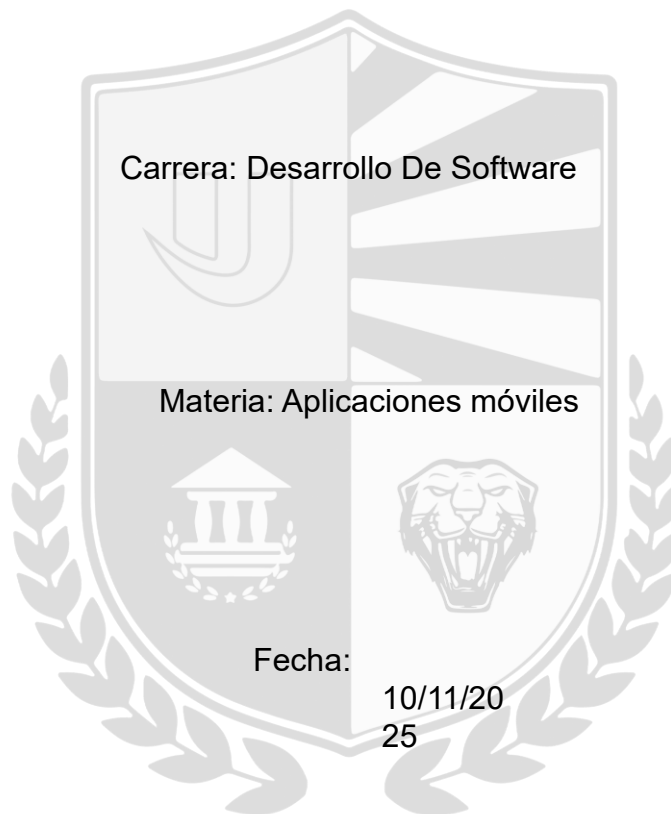 Carrera: Desarrollo De Software
Materia: Aplicaciones móviles
Fecha:
10/11/20
25